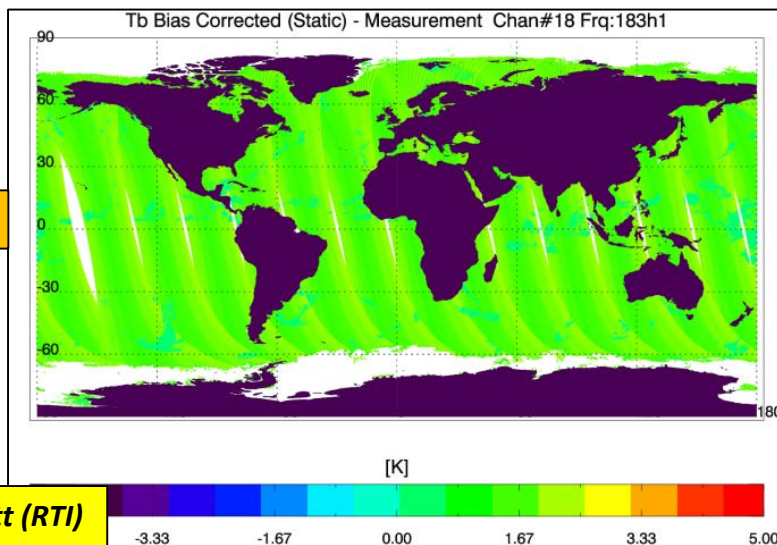 Tb Bias Corrected (Static) - Measurement Chan#18 Frq:183h1
90
60
30
0
-30
-60
180
[K]
(RTI)
-3.33 -1.67 0.00 1.67 3.33 5.00